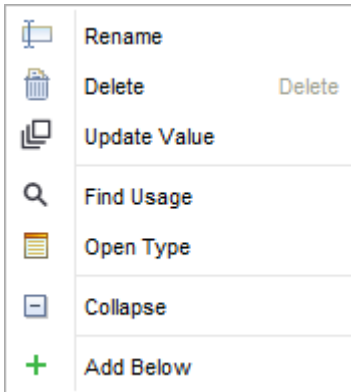 Rename
Delete Delete
Update Value
Find Usage
Open Type
Collapse
Add Below